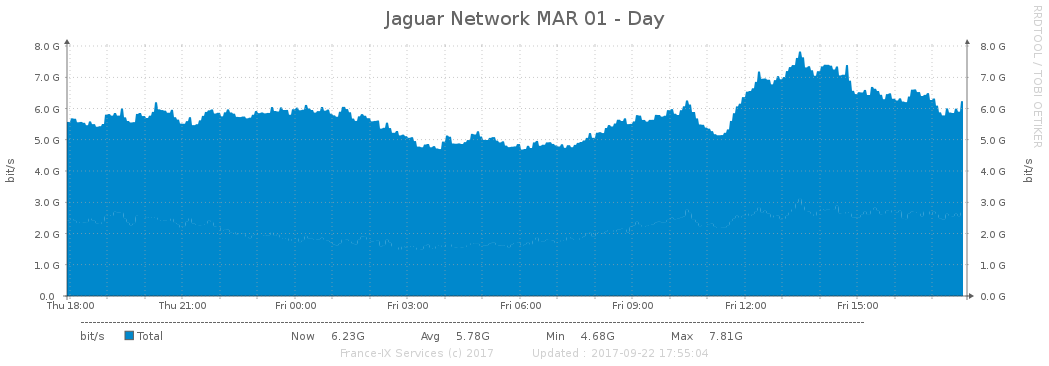 Jaguar Network MAR 01 - Day
RRDTOOL / TOBI OETIKER
8.0 G 8.0 G
7.0 G 7.0 G
6.0 G 6.0 G
5.0 G 5.0 G
4.0 G 4.0 G
3.0 G 3.0 G
2.0 G 2.0 G
1.0 G 1.0 G
0.0 0.0 G
bit/s bit/s
Thu 18:00 Thu 21:00 Fri 00:00 Fri 03:00 Fri 06:00 Fri 09:00 Fri 12:00 Fri 15:00
bit/s Total Now 6.23G Avg 5.78G Min 4.68G Max 7.81G
France-IX Services (c) 2017 Updated : 2017-09-22 17:55:04